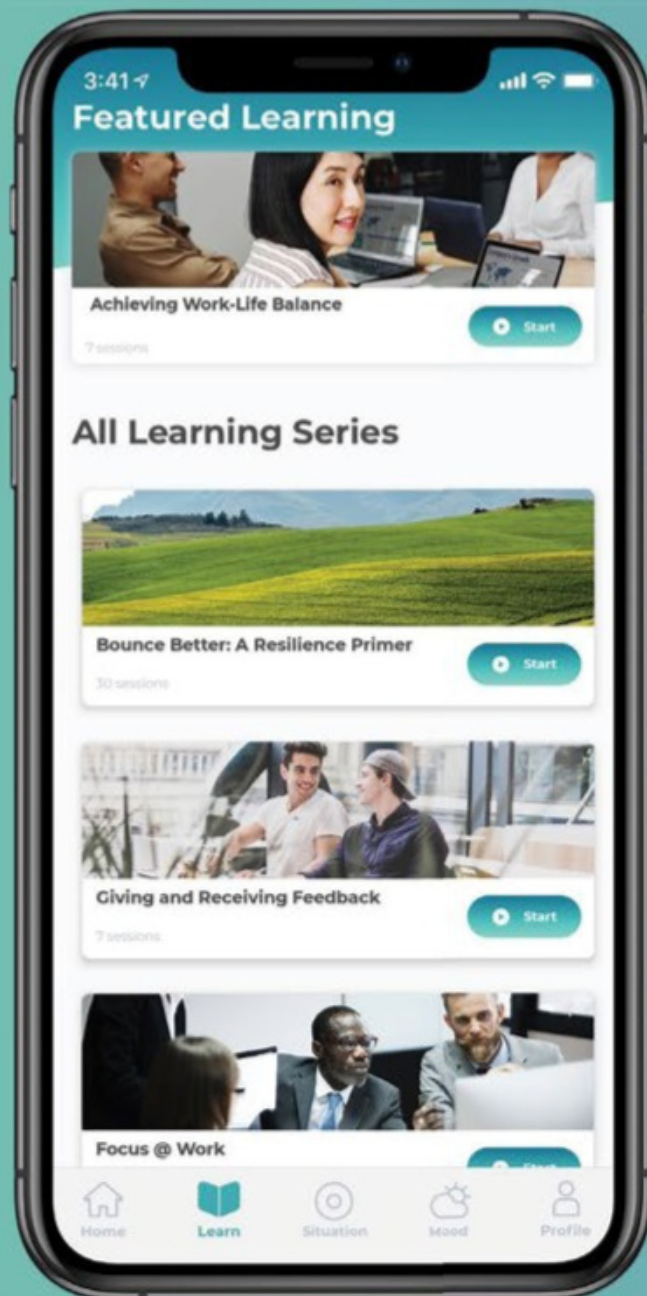 3:41
Featured Learning
Achieving Work-Life Balance
Start
7 sessions
All Learning Series
Bounce Better: A Resilience Primer
Start
30 sessions
Giving and Receiving Feedback
Start
7 sessions
Focus @ Work
Start
Home
Learn
Situation
Mood
Profile